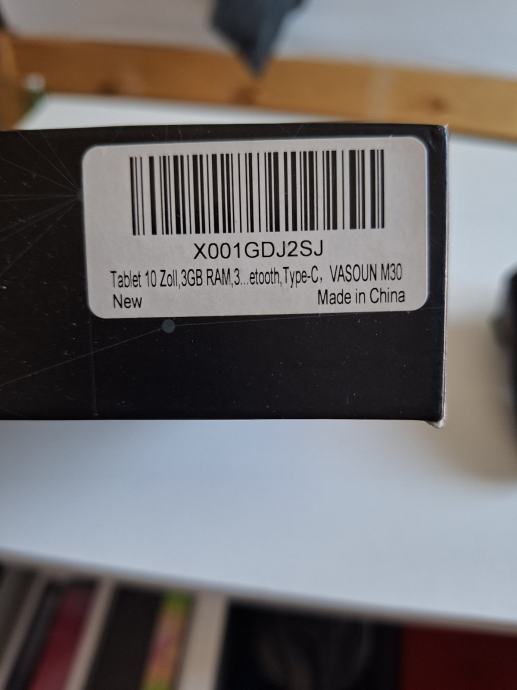 X001GDJ2SJ
Tablet 10 Zoll,3GB RAM,3...etooth,Type-C，VASOUN M30
New Made in China